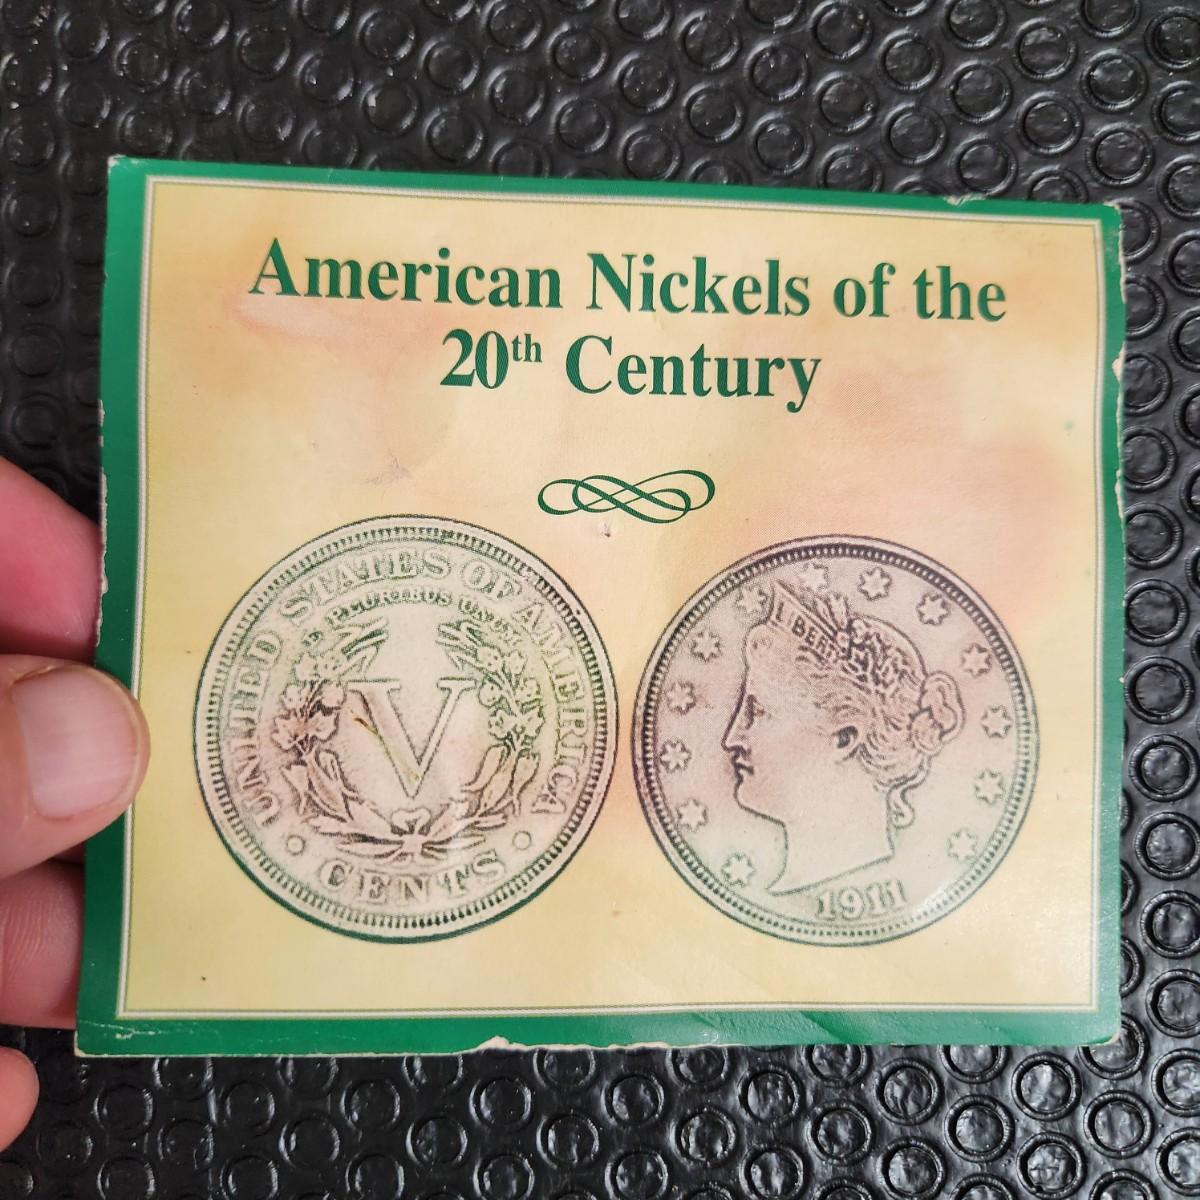 American Nickels of the
20th Century
UNITED STATES OF AMERICA
E PLURIBUS UNUM
V
CENTS
LIBERTY
1911